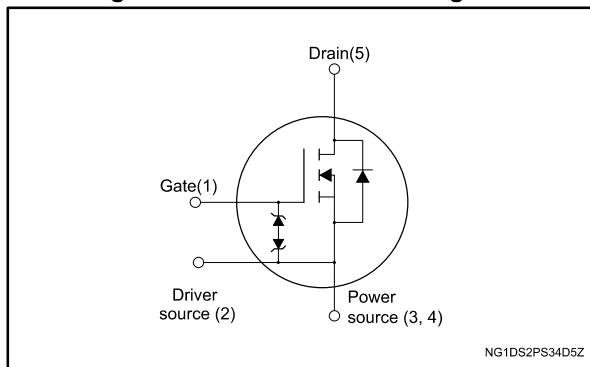 Drain(5)
Gate(1)
Driver
source (2)
Power
source (3, 4)
NG1DS2PS34D5Z